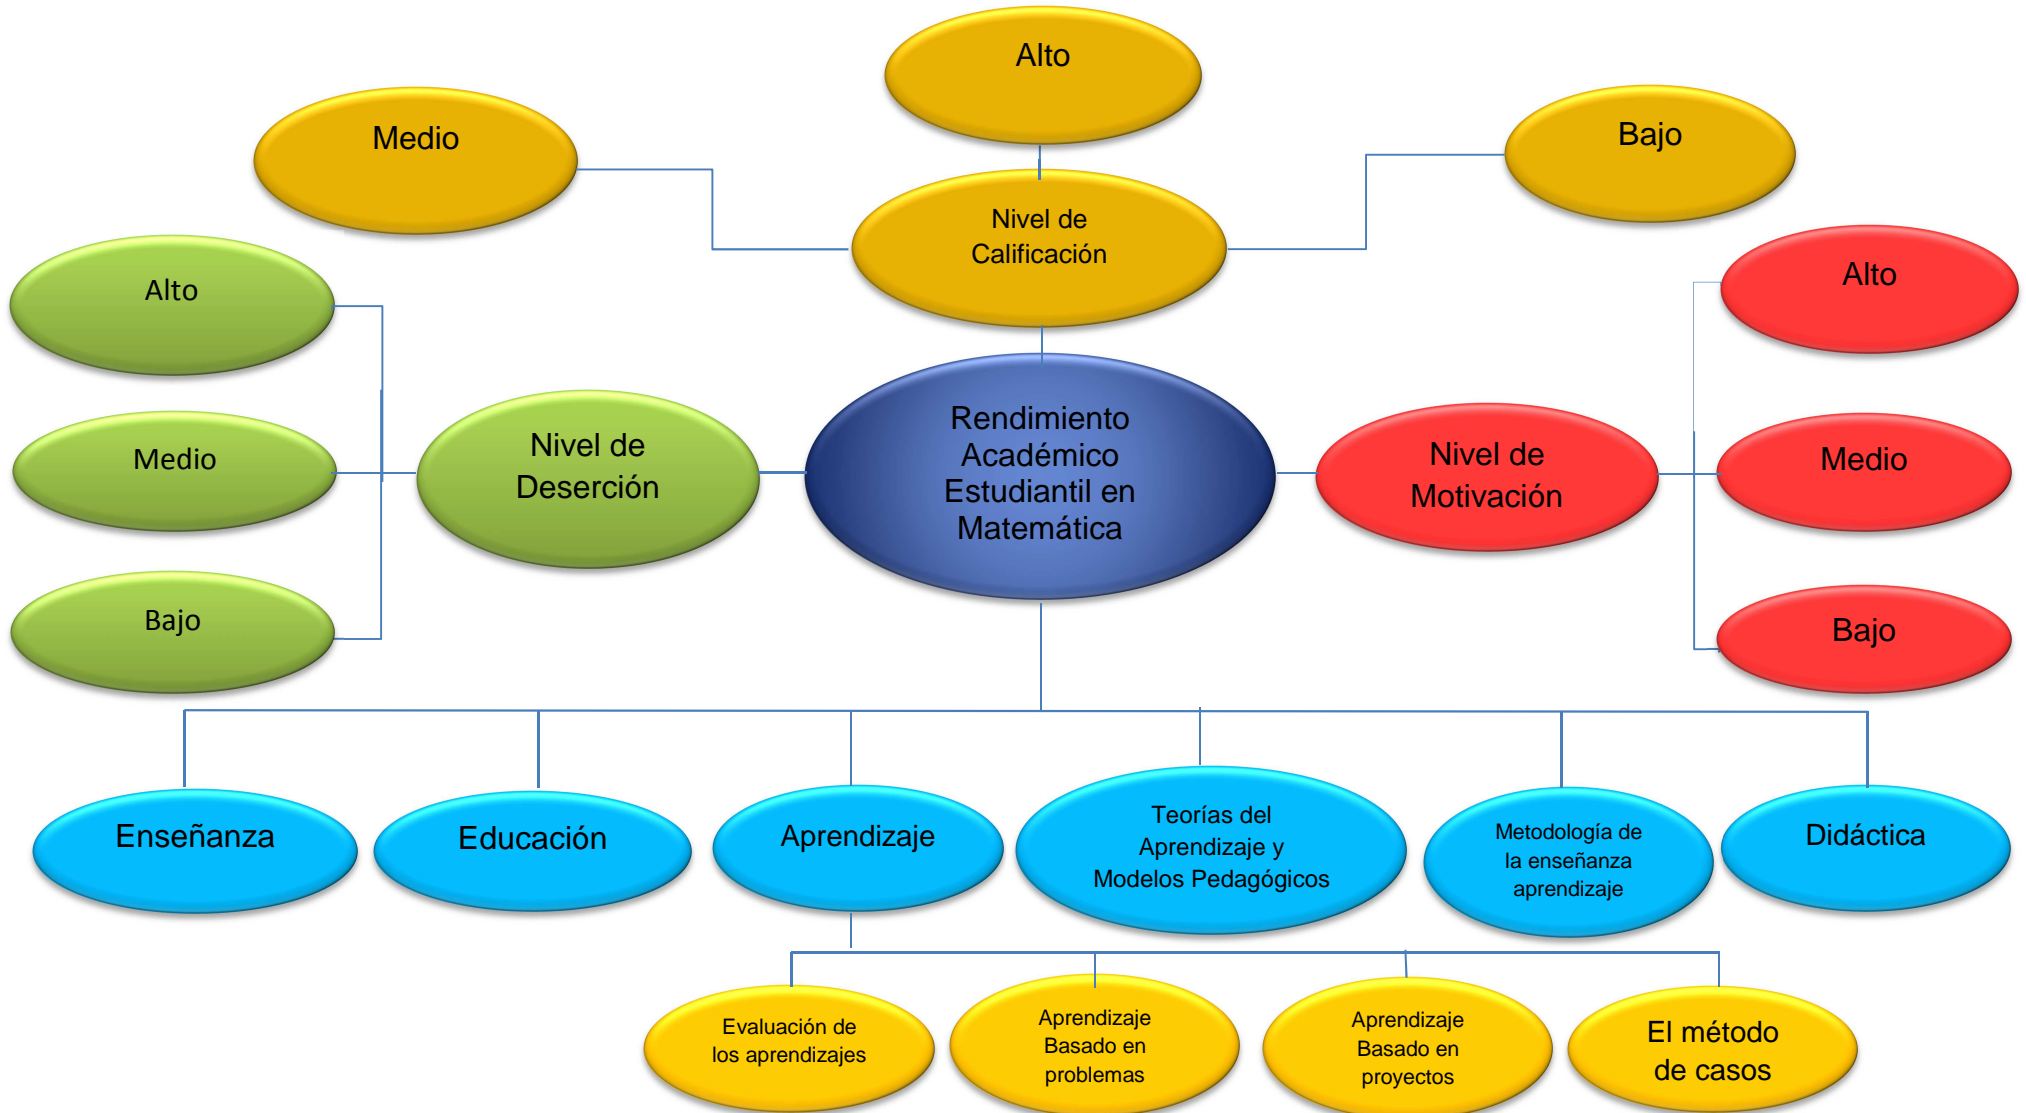 Alto
Medio
Bajo
Nivel de
Calificación
Alto
Medio
Bajo
Nivel de
Deserción
Rendimiento
Académico
Estudiantil en
Matemática
Nivel de
Motivación
Alto
Medio
Bajo
Enseñanza
Educación
Aprendizaje
Teorías del
Aprendizaje y
Modelos Pedagógicos
Metodología de
la enseñanza
aprendizaje
Didáctica
Evaluación de
los aprendizajes
Aprendizaje
Basado en
problemas
Aprendizaje
Basado en
proyectos
El método
de casos